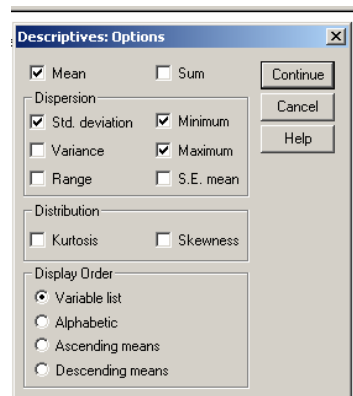 Descriptives: Options
Mean Sum Continue
Dispersion Cancel
Std. deviation Minimum Help
Variance Maximum
Range S.E. mean
Distribution
Kurtosis Skewness
Display Order
Variable list
Alphabetic
Ascending means
Descending means